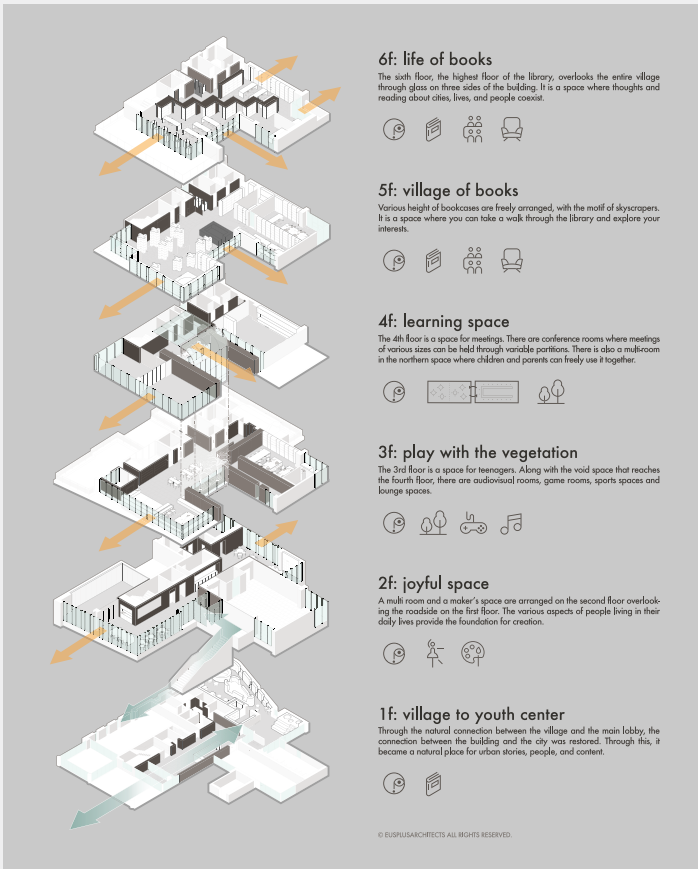 6f: life of books
The sixth floor, the highest floor of the library, overlooks the entire village
through glass on three sides of the building. It is a space where thoughts and
reading about cities, lives, and people coexist.
5f: village of books
Various height of bookcases are freely arranged, with the motif of skyscrapers.
It is a space where you can take a walk through the library and explore your
interests.
4f: learning space
The 4th floor is a space for meetings. There are conference rooms where meetings
of various sizes can be held through variable partitions. There is also a multi-room
in the northern space where children and parents can freely use it together.
3f: play with the vegetation
The 3rd floor is a space for teenagers. Along with the void space that reaches
the fourth floor, there are audiovisual rooms, game rooms, sports spaces and
lounge spaces.
2f: joyful space
A multi room and a maker's space are arranged on the second floor overlook-
ing the roadside on the first floor. The various aspects of people living in their
daily lives provide the foundation for creation.
1f: village to youth center
Through the natural connection between the village and the main lobby, the
connection between the building and the city was restored. Through this, it
became a natural place for urban stories, people, and content.
© EUSPLUSARCHITECTS ALL RIGHTS RESERVED.